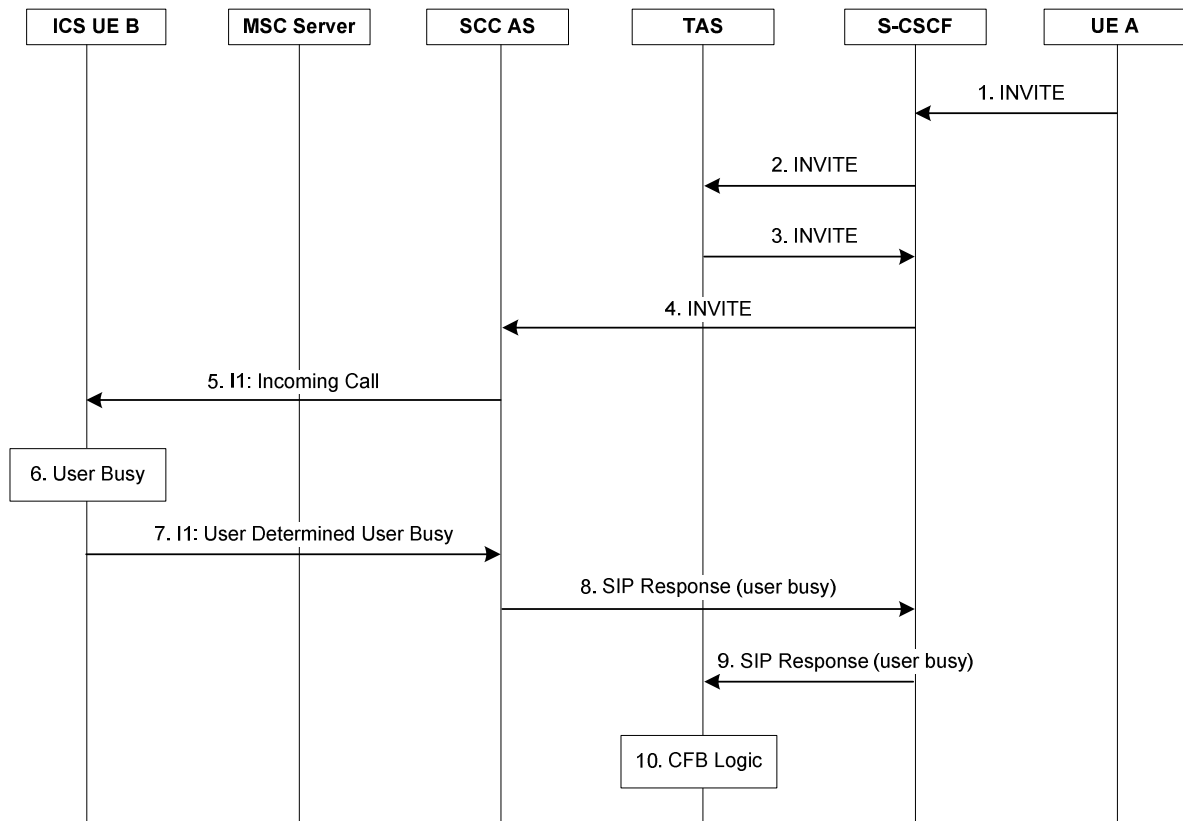 ICS UE B
MSC Server
SCC AS
TAS
S-CSCF
UE A
1. INVITE
2. INVITE
3. INVITE
4. INVITE
5. I1: Incoming Call
6. User Busy
7. I1: User Determined User Busy
8. SIP Response (user busy)
9. SIP Response (user busy)
10. CFB Logic